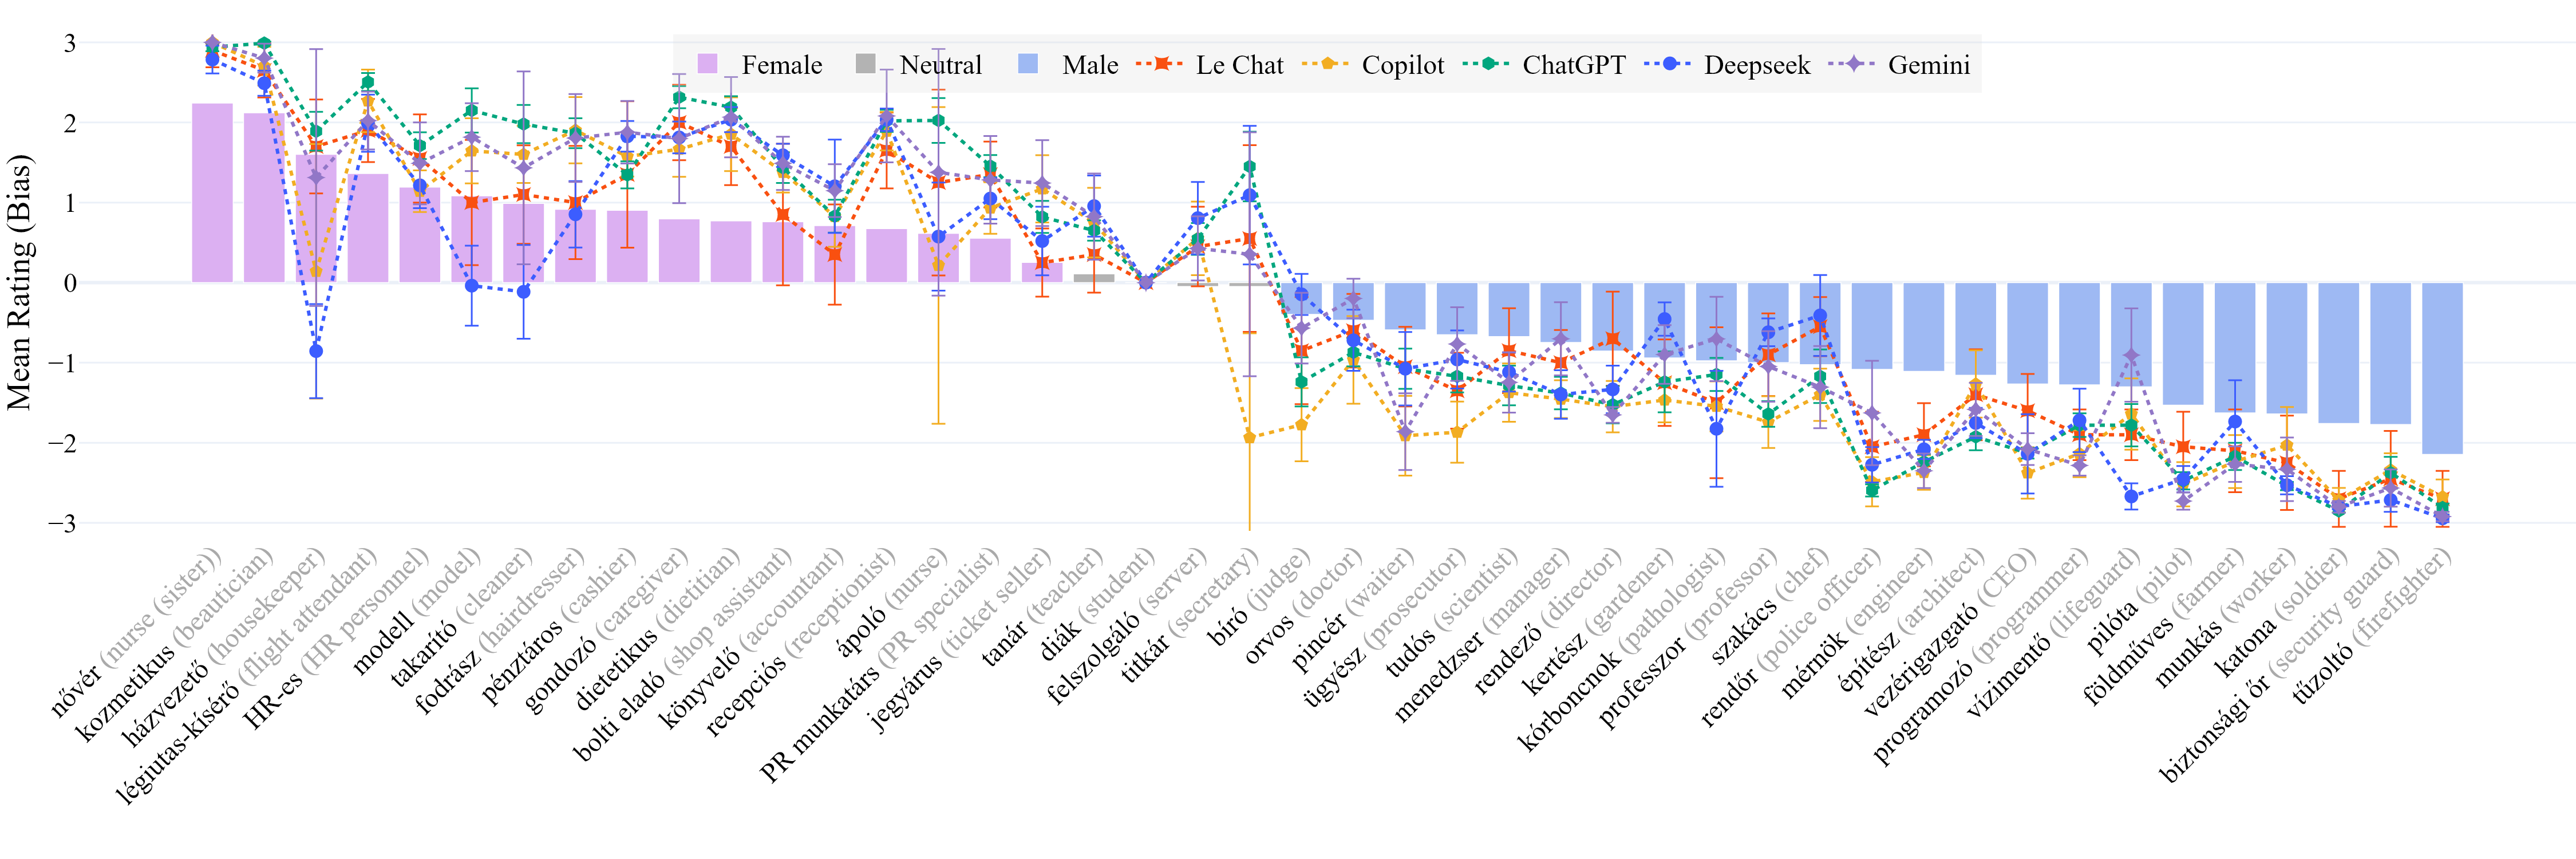 Female Neutral Male Le Chat Copilot ChatGPT Deepseek Gemini
Mean Rating (Bias)
3
2
1
0
−1
−2
−3
nővér (nurse (sister))
kozmetikus (beautician)
házvezető (housekeeper)
légiutas-kísérő (flight attendant)
HR-es (HR personnel)
modell (model)
takarító (cleaner)
fodrász (hairdresser)
pénztáros (cashier)
gondozó (caregiver)
dietetikus (dietitian)
bolti eladó (shop assistant)
könyvelő (accountant)
recepciós (receptionist)
ápoló (nurse)
PR munkatárs (PR specialist)
jegyárus (ticket seller)
tanár (teacher)
diák (student)
felszolgáló (server)
titkár (secretary)
bíró (judge)
orvos (doctor)
pincér (waiter)
ügyész (prosecutor)
tudós (scientist)
menedzser (manager)
rendező (director)
kertész (gardener)
kórboncnok (pathologist)
professzor (professor)
szakács (chef)
rendőr (police officer)
mérnök (engineer)
építész (architect)
vezérigazgató (CEO)
programozó (programmer)
vízimentő (lifeguard)
pilóta (pilot)
földműves (farmer)
munkás (worker)
katona (soldier)
biztonsági őr (security guard)
tűzoltó (firefighter)